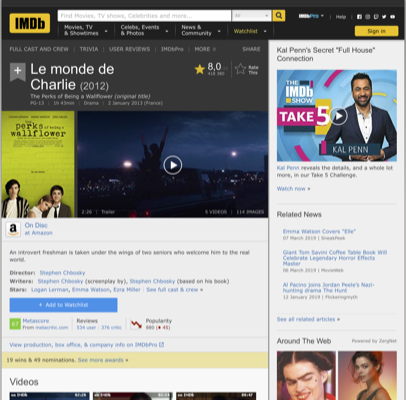 IMDb
Find Movies, TV shows, Celebrities and more...
All
IMDbPro
Help
Movies, TV
& Showtimes
Celebs, Events
& Photos
News &
Community
Watchlist
Sign in
FULL CAST AND CREW | TRIVIA | USER REVIEWS | IMDbPro | MORE
SHARE
Le monde de
Charlie (2012)
The Perks of Being a Wallflower (original title)
PG-13 | 1h 43min | Drama | 2 January 2013 (France)
8,0
Rate
This
the
perks
of being a
wallflower
2:26 | Trailer
5 VIDEOS | 114 IMAGES
On Disc
at Amazon
An introvert freshman is taken under the wings of two seniors who welcome him to the real
world.
Director: Stephen Chbosky
Writers: Stephen Chbosky (screenplay by), Stephen Chbosky (based on his book)
Stars: Logan Lerman, Emma Watson, Ezra Miller | See full cast & crew »
+ Add to Watchlist
67
Metascore
From metacritic.com
Reviews
534 user | 276 critic
Popularity
890 (45)
View production, box office, & company info on IMDbPro
19 wins & 49 nominations. See more awards »
Videos
Kal Penn's Secret "Full House"
Connection
THE
IMDb
SHOW
TAKE 5
KAL PENN
Kal Penn reveals the details, and a whole lot
more, in our Take 5 Challenge.
Watch now »
Related News
Emma Watson Covers "Elle"
07 March 2019 | SneakPeek
Giant Tom Savini Coffee Table Book Will
Celebrate Legendary Horror Effects
Master
06 March 2019 | MovieWeb
Al Pacino Joins Jordan Peele's Nazi-
hunting drama The Hunt
12 January 2019 | Flickeringmyth
See all related articles »
Around The Web
Powered by ZergNet